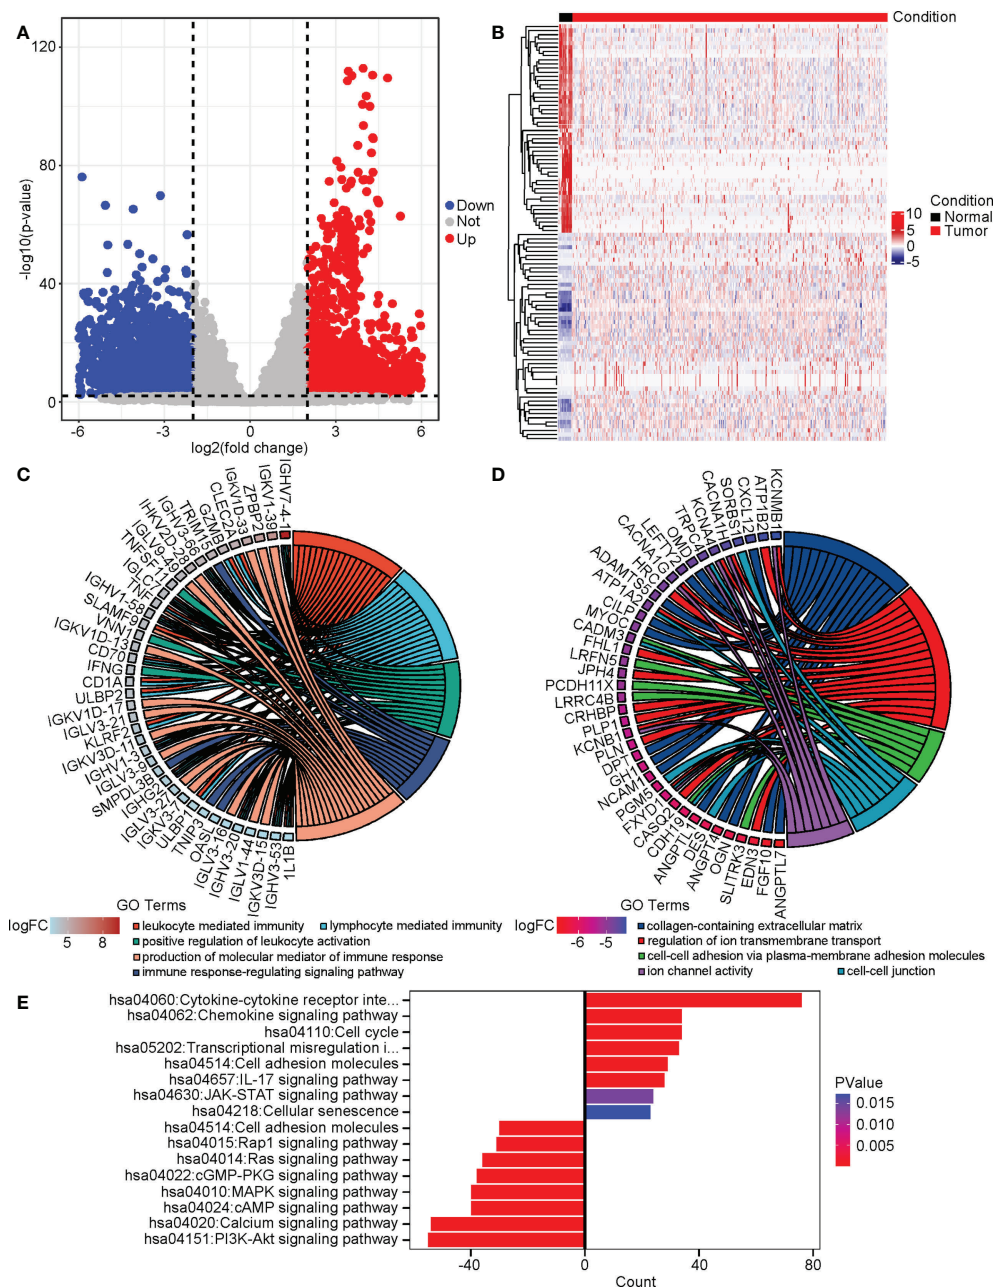 A
120
80
40
0
-6
-3
0
3
6
-log10(p-value)
log2(fold change)
Down
Not
Up
B
Condition
Condition
Normal
Tumor
10
5
0
-5
C
IGHV7-4-1
IGKV1-39
ZPBP2
IGKV1D-33
CLEC2A
GZMB
TRIM15
IGHV3-66
IHKV2D-28
IGLV9-49
TNFSF11
IGLC7
TNF
IGHV1-58
SLAMF9
VNN1
IGKV1D-13
CD70
IFNG
CD1A
ULBP2
IGKV1D-17
IGLV3-21
KLRF2
IGKV3D-11
IGHV1-3
IGLV3-1
SMPDL3B
IGHG2
IGLV3-27
IGKV3-7
ULBP1
TNIP3
OASL
IGLV3-16
IGHV3-20
IGLV1-44
IGKV3D-15
IGHV3-53
1L1B
GO Terms
logFC
5 8
leukocyte mediated immunity
lymphocyte mediated immunity
positive regulation of leukocyte activation
production of molecular mediator of immune response
immune response-regulating signaling pathway
D
KCNMB1
ATP1B2
CXCL12
SORBS1
CACNA1H
KCNA4
TRPC4
OMD
LEFTY2
HRC
CACNA1G
ADAMTS5
ATP1A2
CILP
MYOC
CADM3
FHL1
LRFN5
JPH4
PCDH11X
LRRC4B
CRHBP
PLP1
KCNB1
PLN
DPT
GH1
NCAM1
PGM5
FXYD1
CASQ2
CDH19
ANGPTL1
DES
ANGPT4
OGN
SLITRK3
EDN3
FGF10
ANGPTL7
GO Terms
logFC
-6 -5
collagen-containing extracellular matrix
regulation of ion transmembrane transport
cell-cell adhesion via plasma-membrane adhesion molecules
ion channel activity
cell-cell junction
E
hsa04060:Cytokine-cytokine receptor inte...
hsa04062:Chemokine signaling pathway
hsa04110:Cell cycle
hsa05202:Transcriptional misregulation i...
hsa04514:Cell adhesion molecules
hsa04657:IL-17 signaling pathway
hsa04630:JAK-STAT signaling pathway
hsa04218:Cellular senescence
hsa04514:Cell adhesion molecules
hsa04015:Rap1 signaling pathway
hsa04014:Ras signaling pathway
hsa04022:cGMP-PKG signaling pathway
hsa04010:MAPK signaling pathway
hsa04024:cAMP signaling pathway
hsa04020:Calcium signaling pathway
hsa04151:PI3K-Akt signaling pathway
-40
0
40
80
Count
PValue
0.015
0.010
0.005